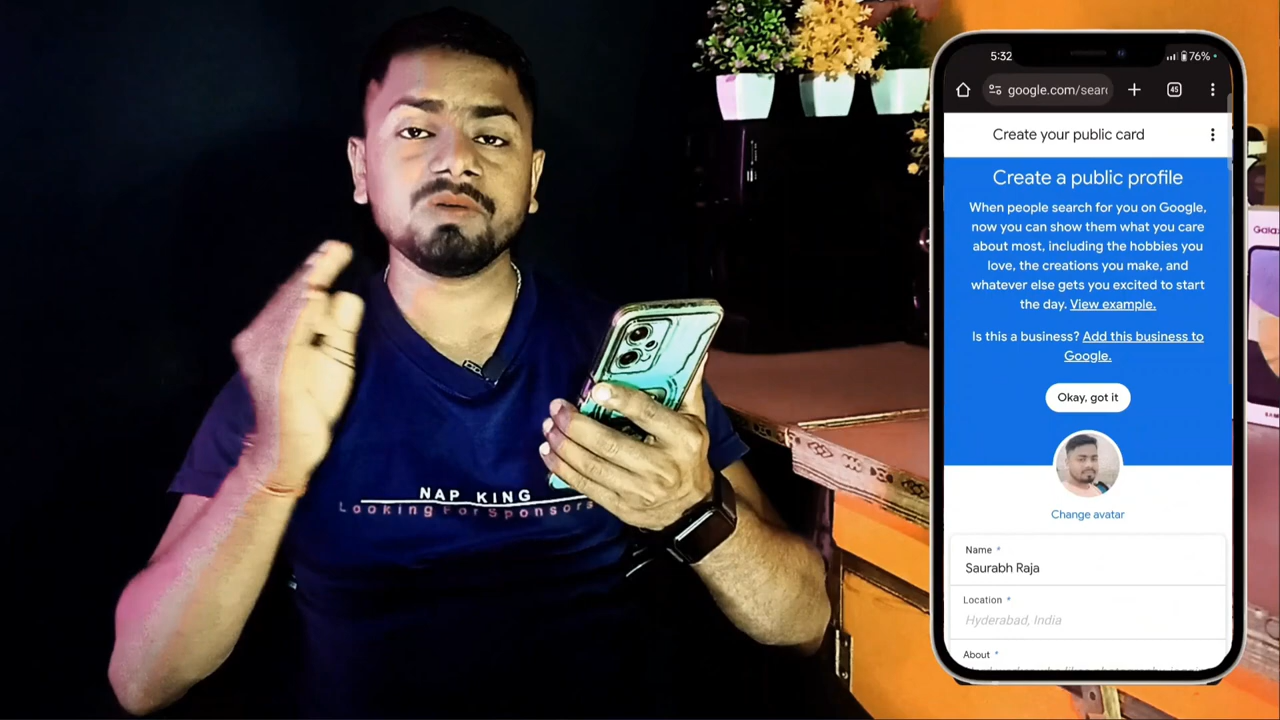 NAP KING
Looking For Sponsors
5:32
76%
google.com/sear
45
Create your public card
Create a public profile
When people search for you on Google,
now you can show them what you care
about most, including the hobbies you
love, the creations you make, and
whatever else gets you excited to start
the day. View example.
Is this a business? Add this business to
Google.
Okay, got it
Change avatar
Name *
Saurabh Raja
Location *
Hyderabad, India
About *
Gala